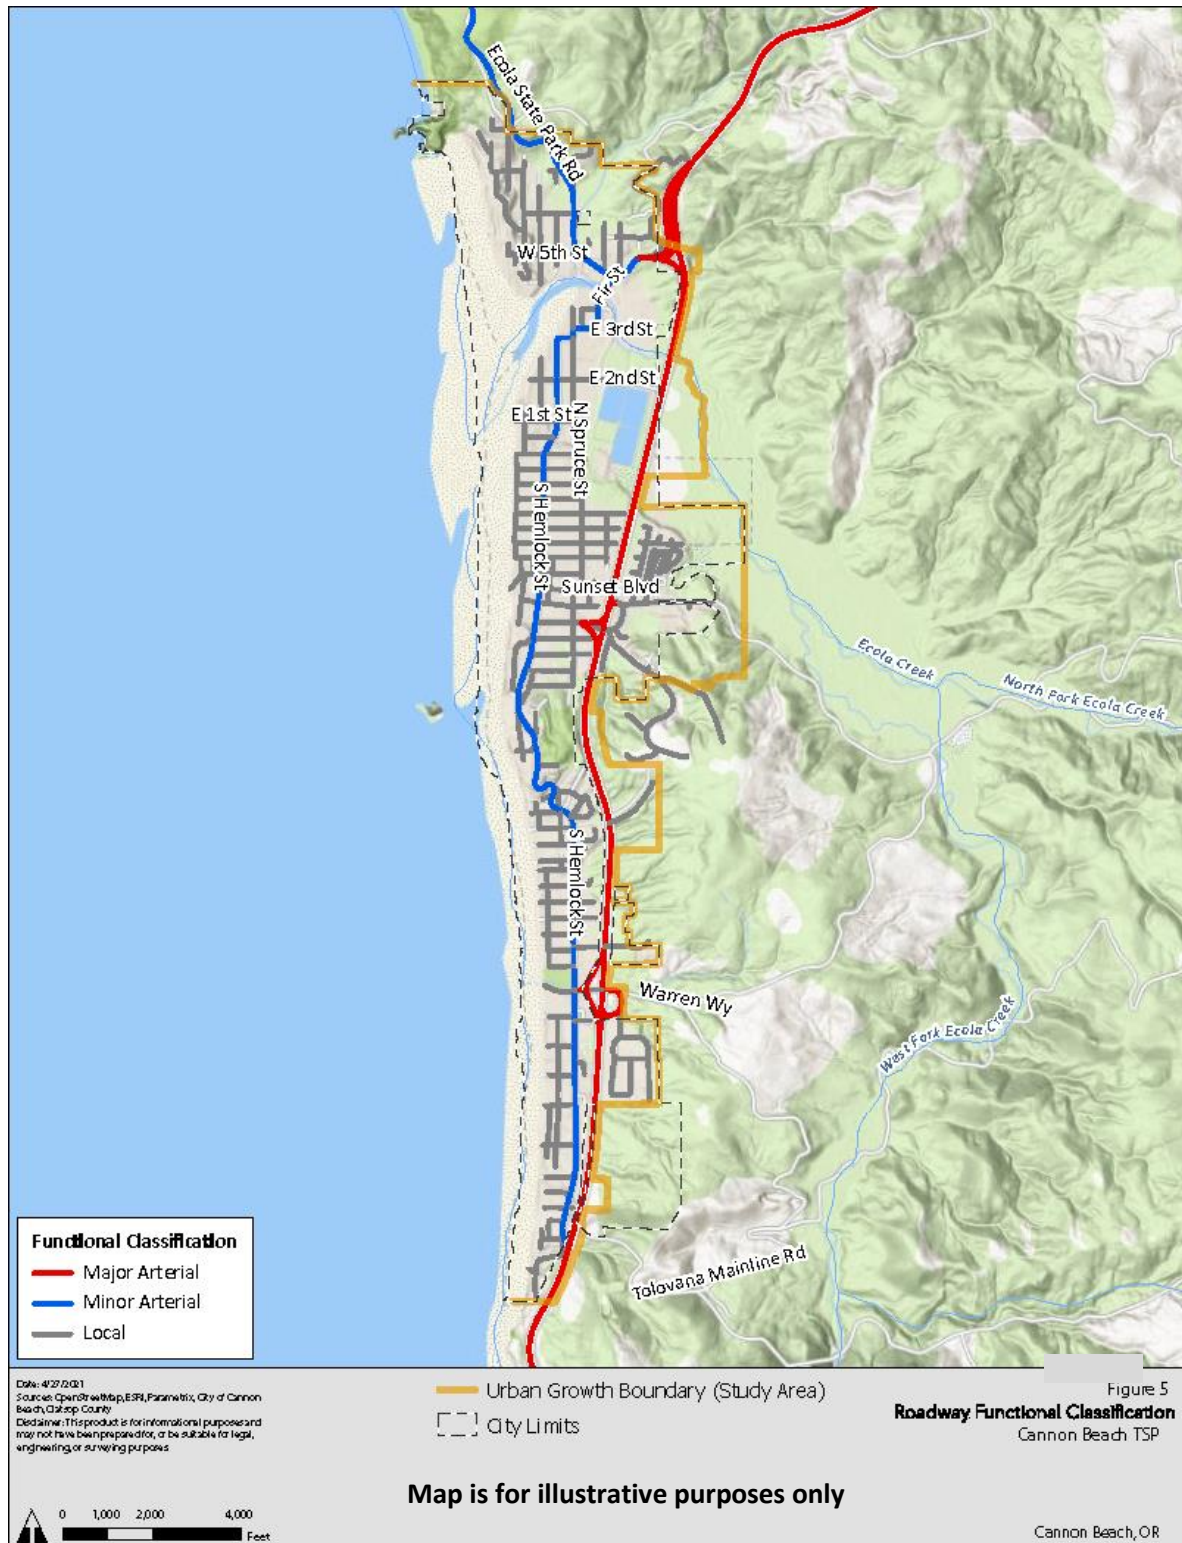 Ecola State Park Rd
W 5th St
Fir St
E 3rd St
E 2nd St
E 1st St
N Spruce St
S Hemlock St
Sunset Blvd
Ecola Creek
North Fork Ecola Creek
S Hemlock St
Warren Wy
West Fork Ecola Creek
Tolovana Mainline Rd
Functional Classification
Major Arterial
Minor Arterial
Local
Date: 4/27/2021
Sources: OpenStreetMap, ESRI, Parametrix, City of Cannon
Beach, Clatsop County
Disclaimer: This product is for informational purposes and
may not have been prepared for, or be suitable for legal,
engineering, or surveying purposes
Urban Growth Boundary (Study Area)
City Limits
Figure 5
Roadway Functional Classification
Cannon Beach TSP
Map is for illustrative purposes only
0 1,000 2,000 4,000
Feet
Cannon Beach, OR